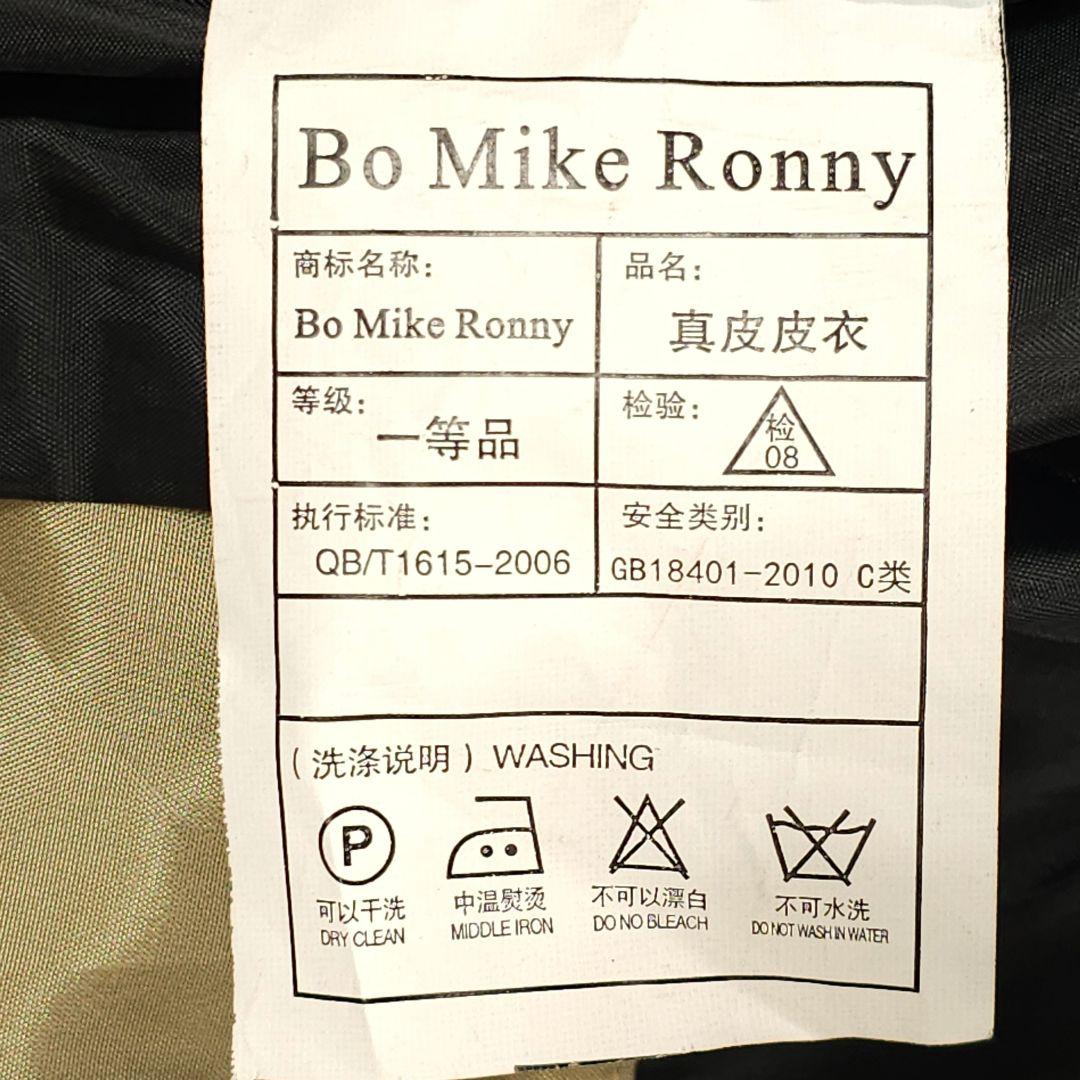 Bo Mike Ronny
商标名称:
Bo Mike Ronny
品名:
真皮皮衣
等级:
一等品
检验:
检
08
执行标准:
QB/T1615-2006
安全类别:
GB18401-2010 C类
(洗涤说明) WASHING
P
可以干洗
DRY CLEAN
中温熨烫
MIDDLE IRON
不可以漂白
DO NO BLEACH
不可水洗
DO NOT WASH IN WATER